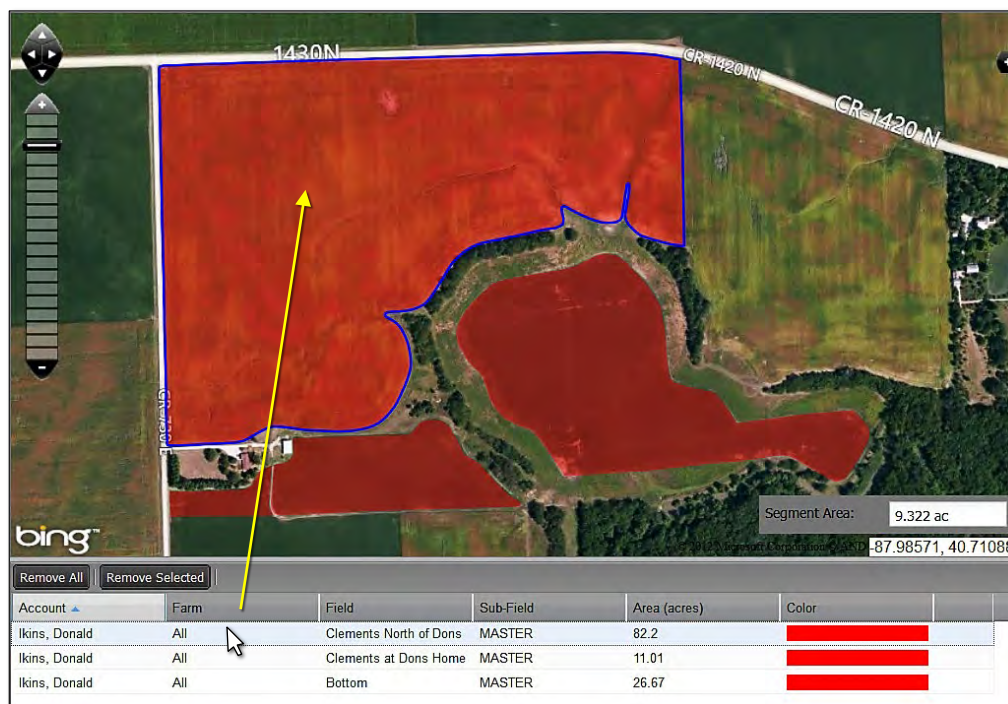 1430N
CR-1420 N
CR-1420 N
bing™
Segment Area: 9.322 ac
-87.98571, 40.71088
Remove All Remove Selected
Account Farm Field Sub-Field Area (acres) Color
Ikins, Donald All Clements North of Dons MASTER 82.2
Ikins, Donald All Clements at Dons Home MASTER 11.01
Ikins, Donald All Bottom MASTER 26.67